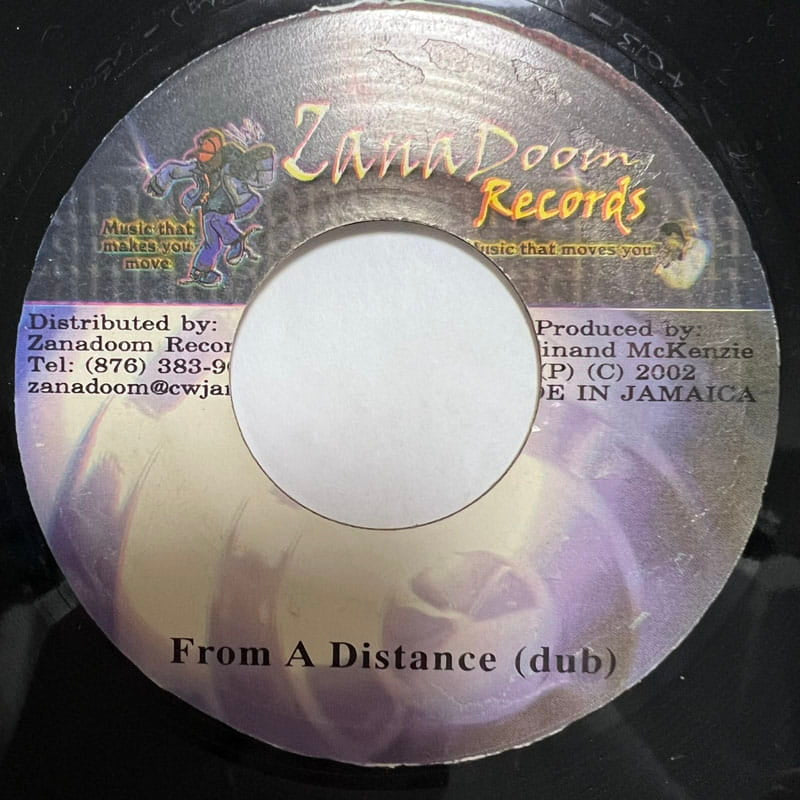 ZanaDoom
Records
Music that
makes you
move
Music that moves you
Distributed by:
Zanadoom Recor
Tel: (876) 383-9
zanadoom@cwja
Produced by:
inand McKenzie
(P) (C) 2002
DE IN JAMAICA
From A Distance (dub)